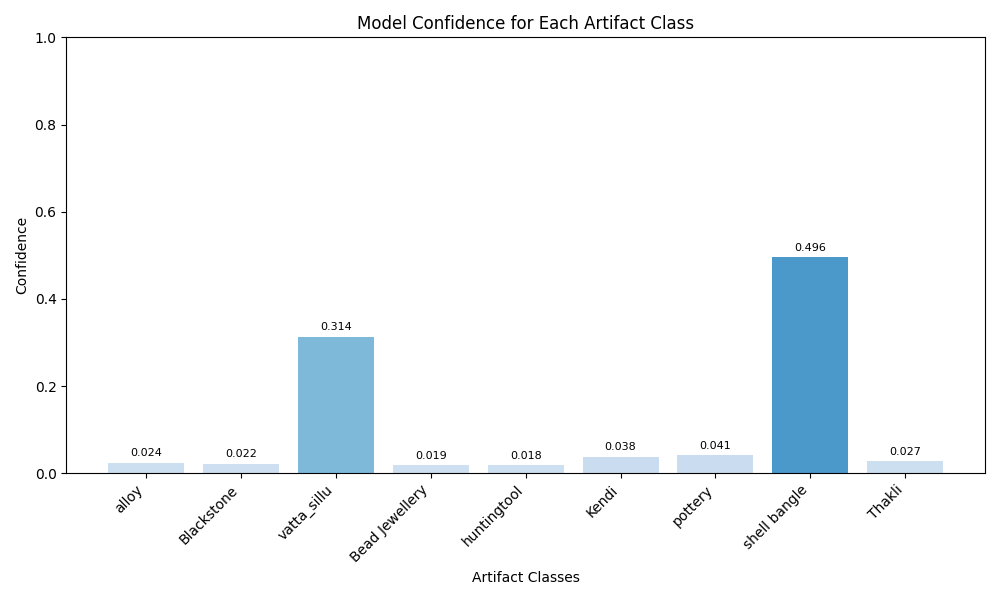 Model Confidence for Each Artifact Class
1.0
0.8
0.6
0.4
0.2
0.0
Confidence
0.024
0.022
0.314
0.019
0.018
0.038
0.041
0.496
0.027
alloy
Blackstone
vatta_sillu
Bead Jewellery
huntingtool
Kendi
pottery
shell bangle
Thakli
Artifact Classes